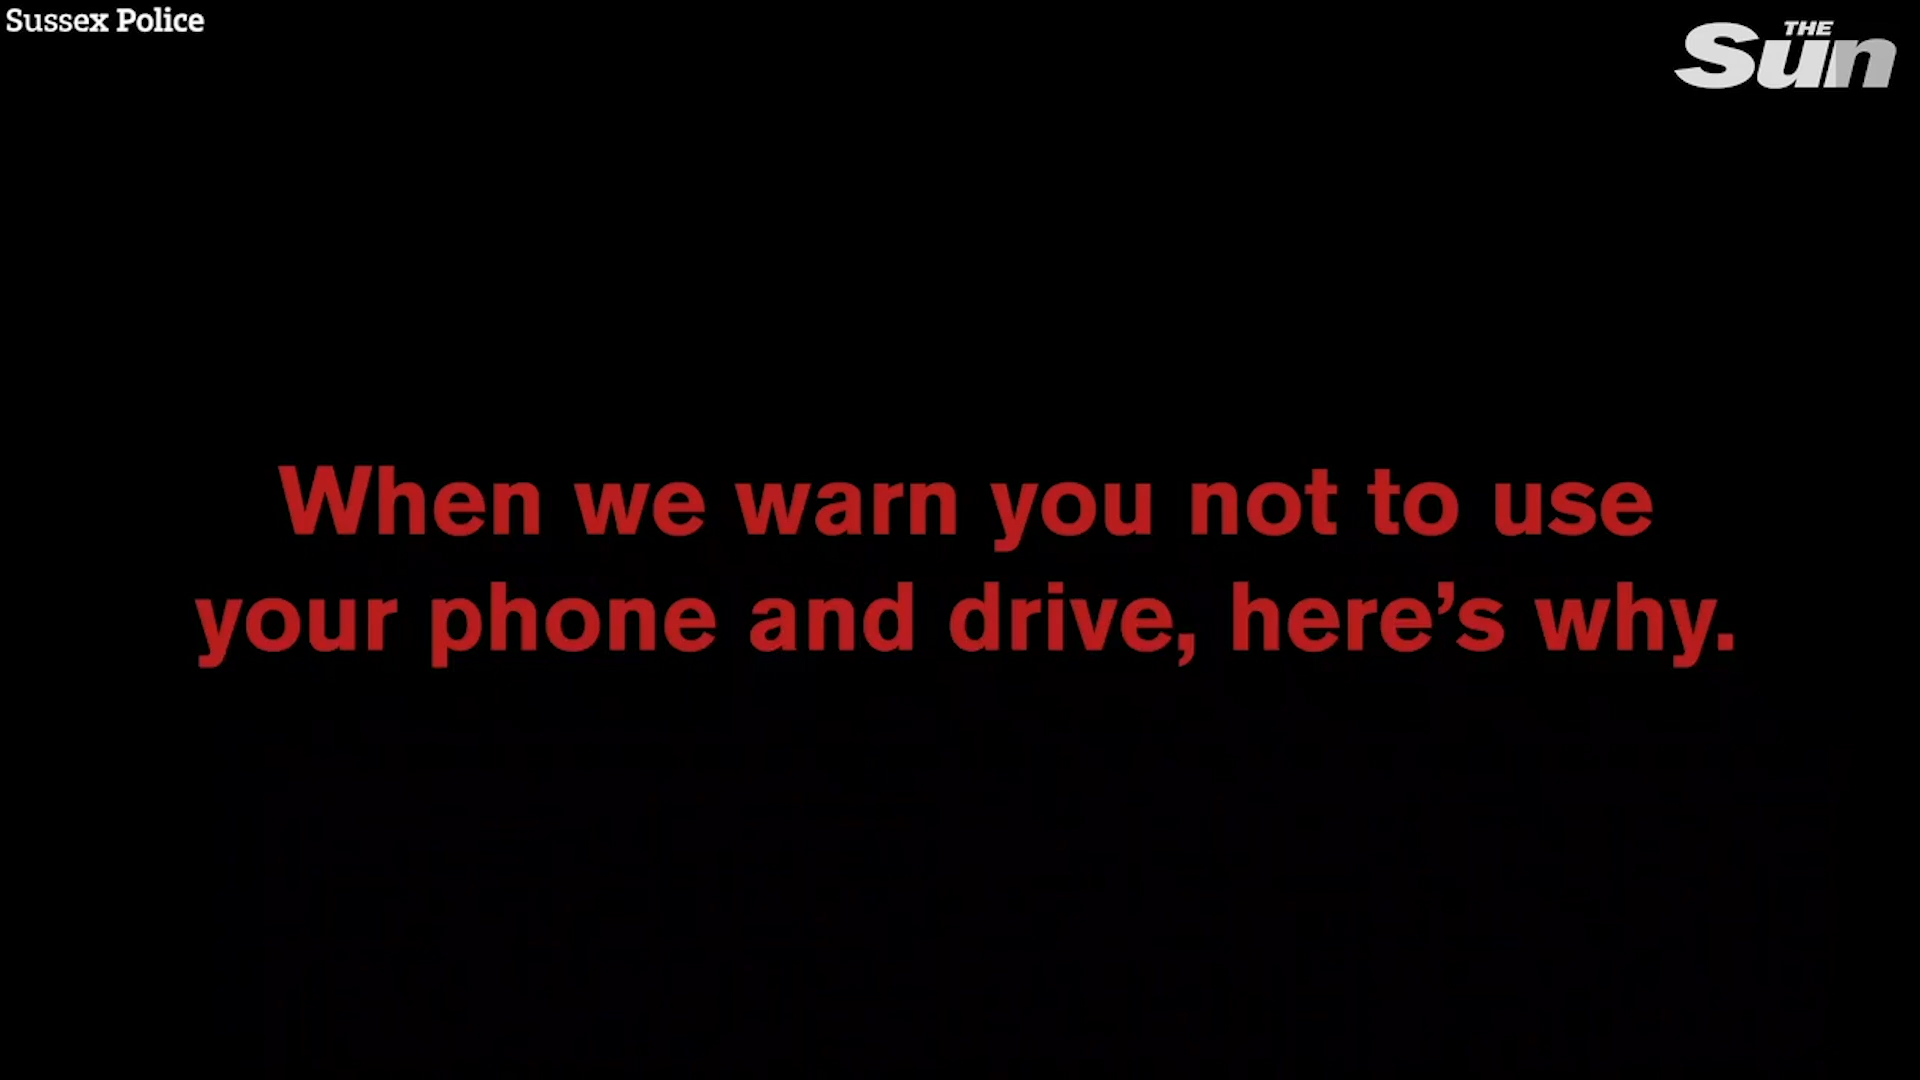 Sussex Police
THE
Sun
When we warn you not to use
your phone and drive, here’s why.